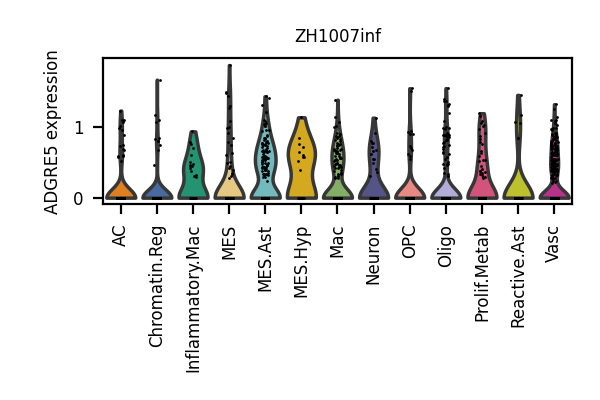 ZH1007inf
ADGRE5 expression
1
0
AC
Chromatin.Reg
Inflammatory.Mac
MES
MES.Ast
MES.Hyp
Mac
Neuron
OPC
Oligo
Prolif.Metab
Reactive.Ast
Vasc